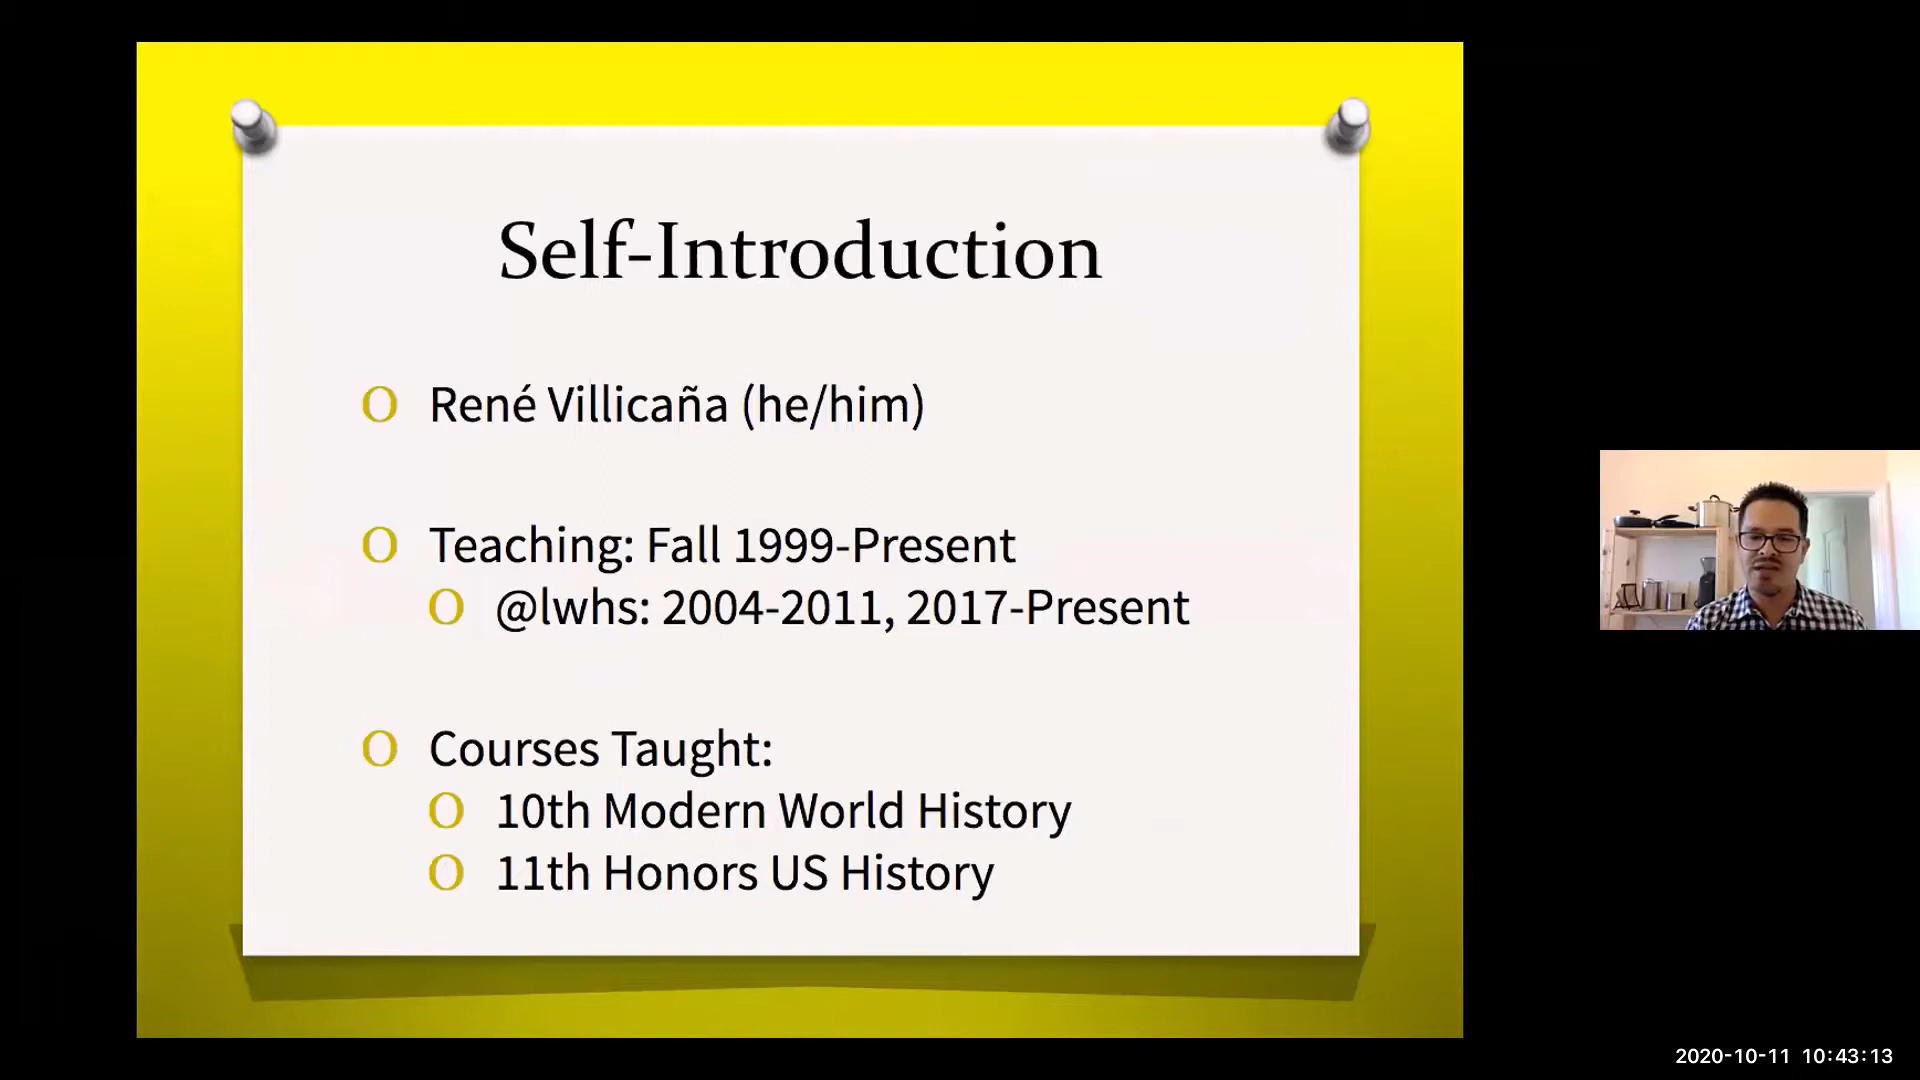 Self-Introduction
René Villicaña (he/him)
Teaching: Fall 1999-Present
@lwhs: 2004-2011, 2017-Present
Courses Taught:
10th Modern World History
11th Honors US History
2020-10-11 10:43:13